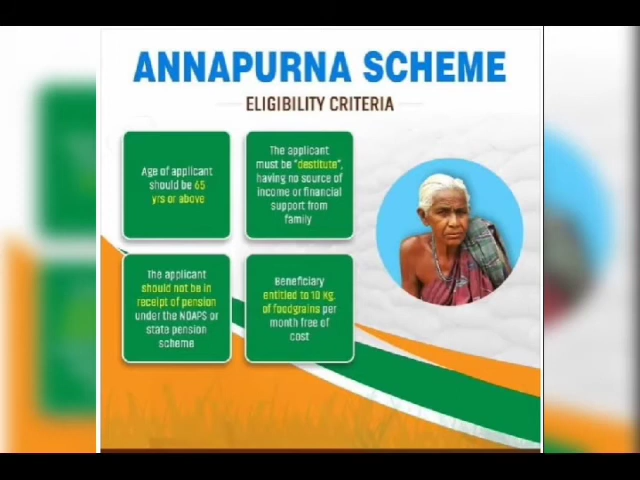 ANNAPURNA SCHEME
ELIGIBILITY CRITERIA
Age of applicant
should be 65
yrs or above
The applicant
must be "destitute",
having no source of
income or financial
support from
family
The applicant
should not be in
receipt of pension
under the NOAPS or
state pension
scheme
Beneficiary
entitled to 10 Kg.
of foodgrains per
month free of
cost